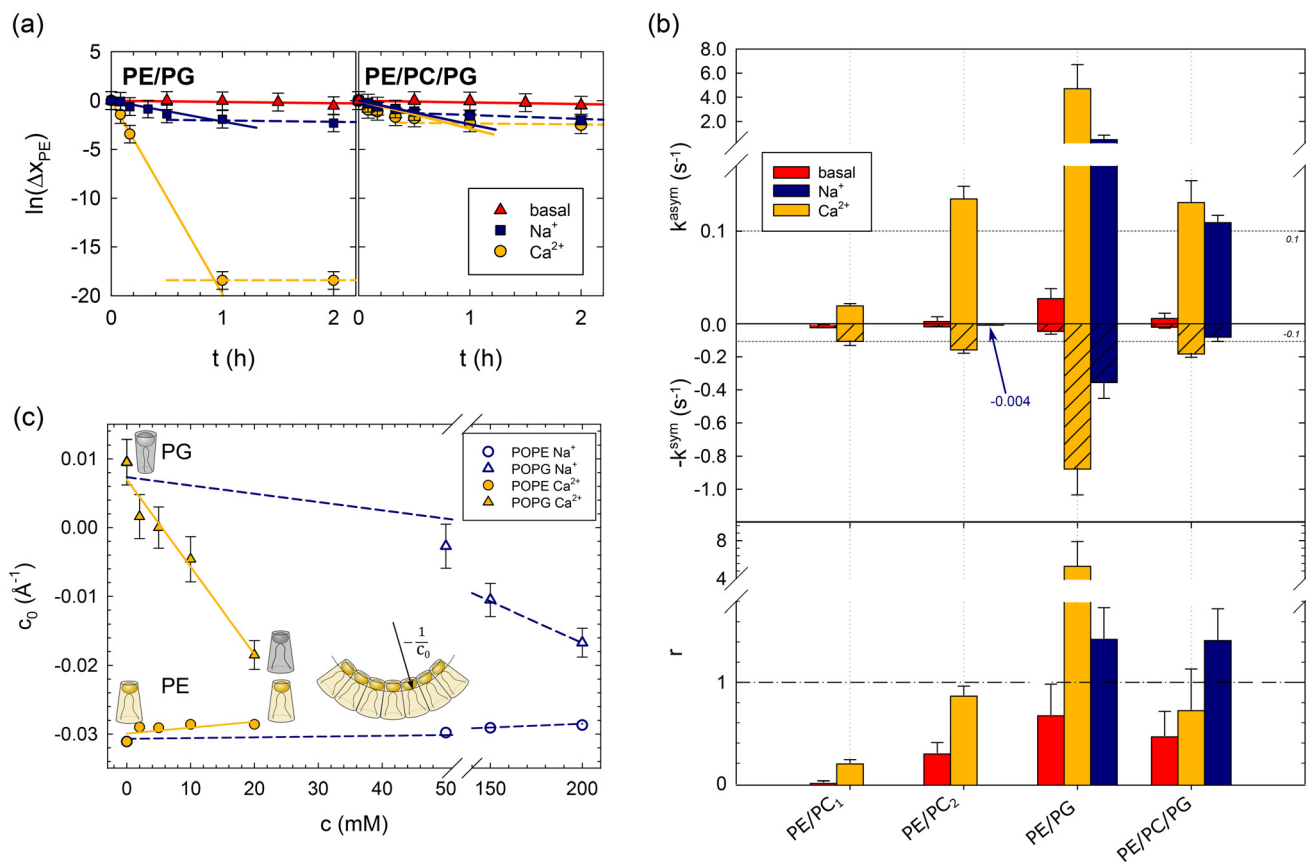 (a)
5
0
-5
-10
-15
-20
ln(Δx_PE)
PE/PG
PE/PC/PG
basal
Na⁺
Ca²⁺
0 1 2 0 1 2
t (h) t (h)
(b)
8.0
6.0
4.0
2.0
0.1
0.0
-0.2
-0.4
-0.6
-0.8
-1.0
k^asym (s⁻¹)
-k^sym (s⁻¹)
basal
Na⁺
Ca²⁺
0.1
-0.1
-0.004
8
4
1
0
r
PE/PC₁ PE/PC₂ PE/PG PE/PC/PG
(c)
0.01
0.00
-0.01
-0.02
-0.03
c₀ (Å⁻¹)
PG
PE
POPE Na⁺
POPG Na⁺
POPE Ca²⁺
POPG Ca²⁺
-1/c₀
0 10 20 30 40 50 150 200
c (mM)